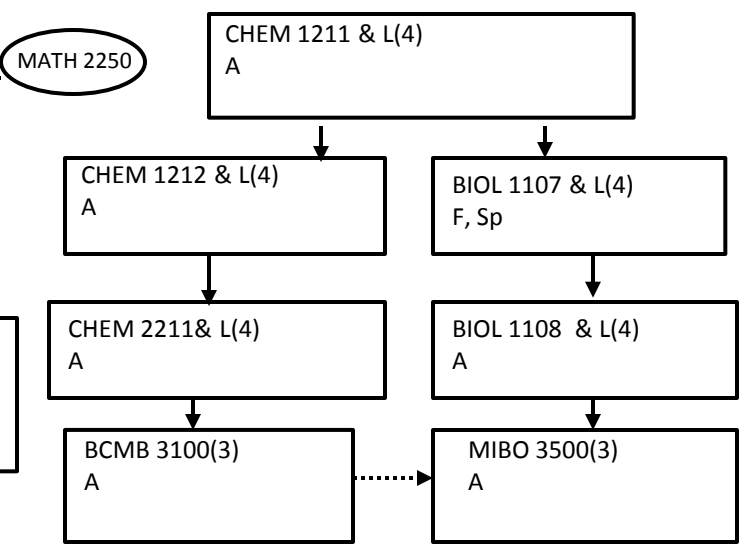 MATH 2250
CHEM 1211 & L(4)
A
CHEM 1212 & L(4)
A
BIOL 1107 & L(4)
F, Sp
CHEM 2211& L(4)
A
BIOL 1108  & L(4)
A
BCMB 3100(3)
A
MIBO 3500(3)
A